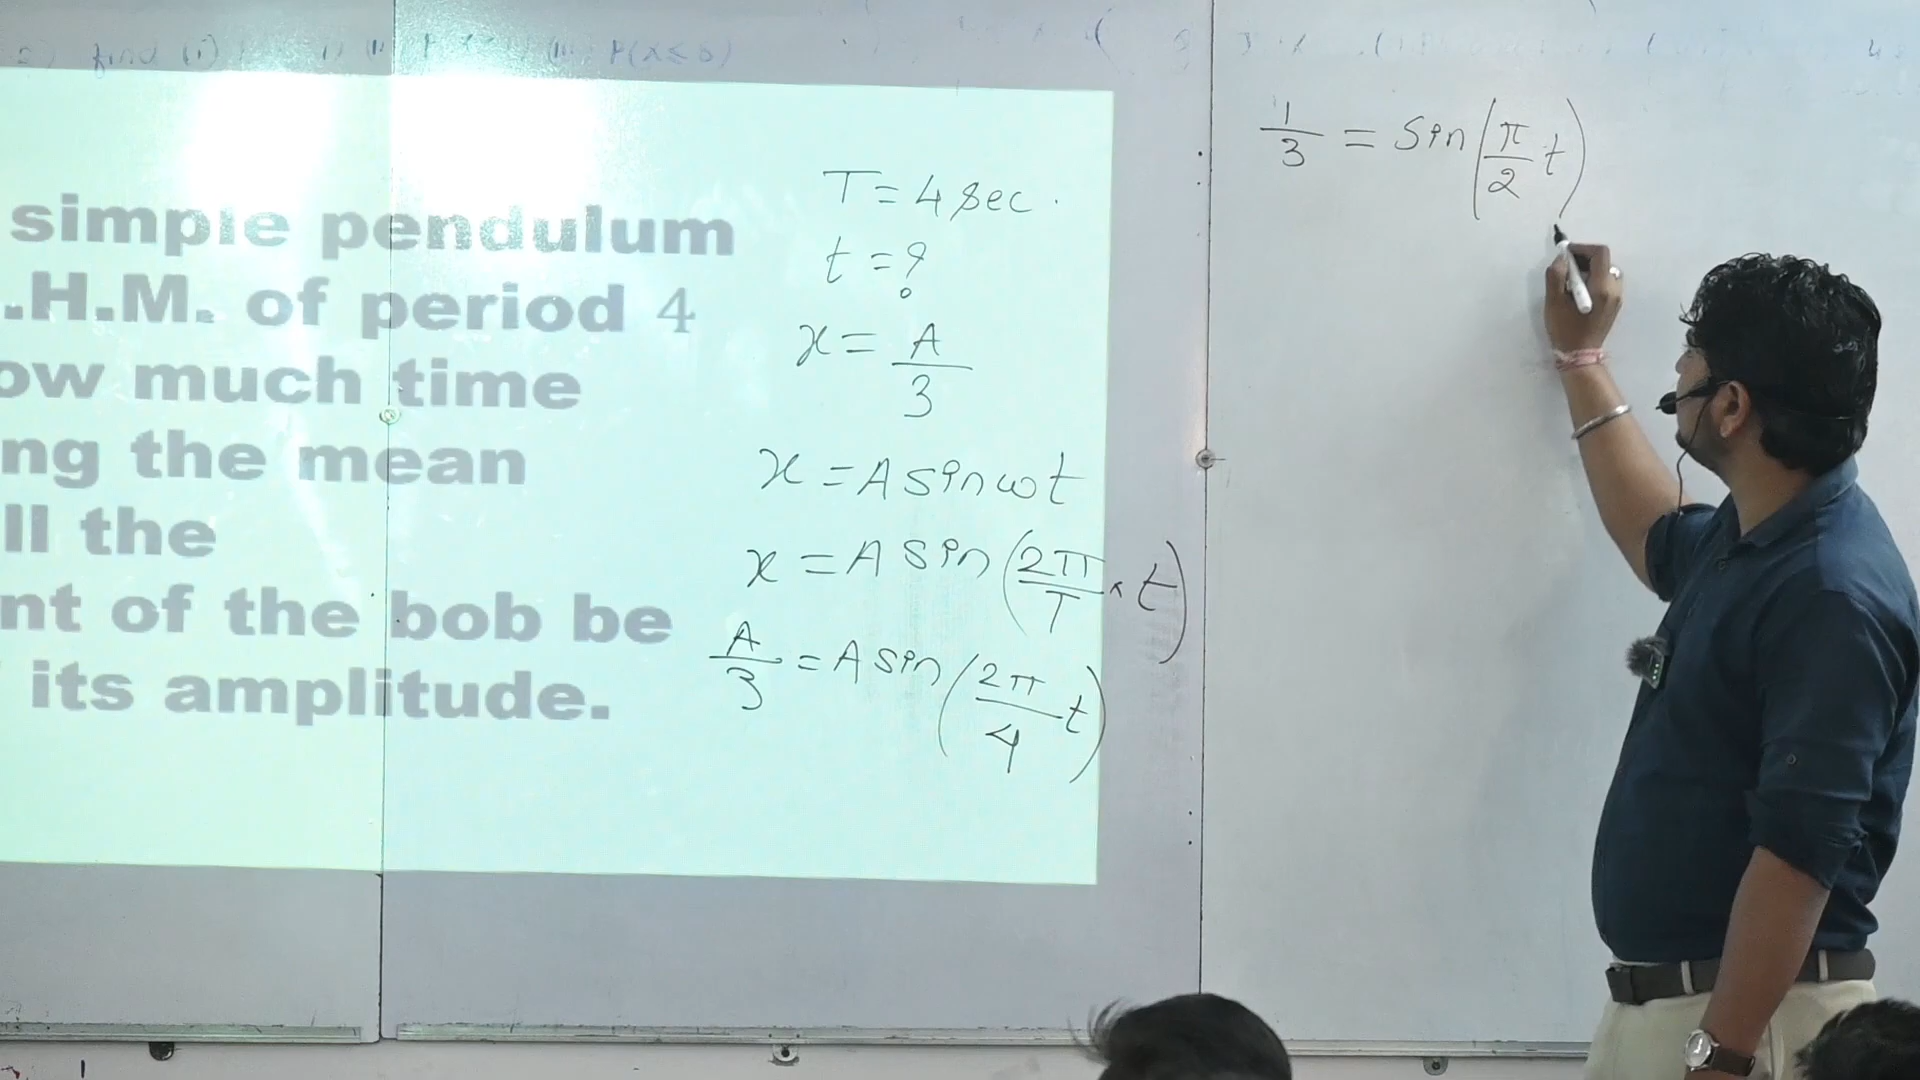 find (i)
P(X≤5)
simple pendulum
.H.M. of period 4
ow much time
ng the mean
ll the
nt of the bob be
its amplitude.
T = 4 sec.
t = ?
x = A/3
x = A sin ωt
x = A sin (2π/T × t)
A/3 = A sin (2π/4 t)
1/3 = sin (π/2 t)